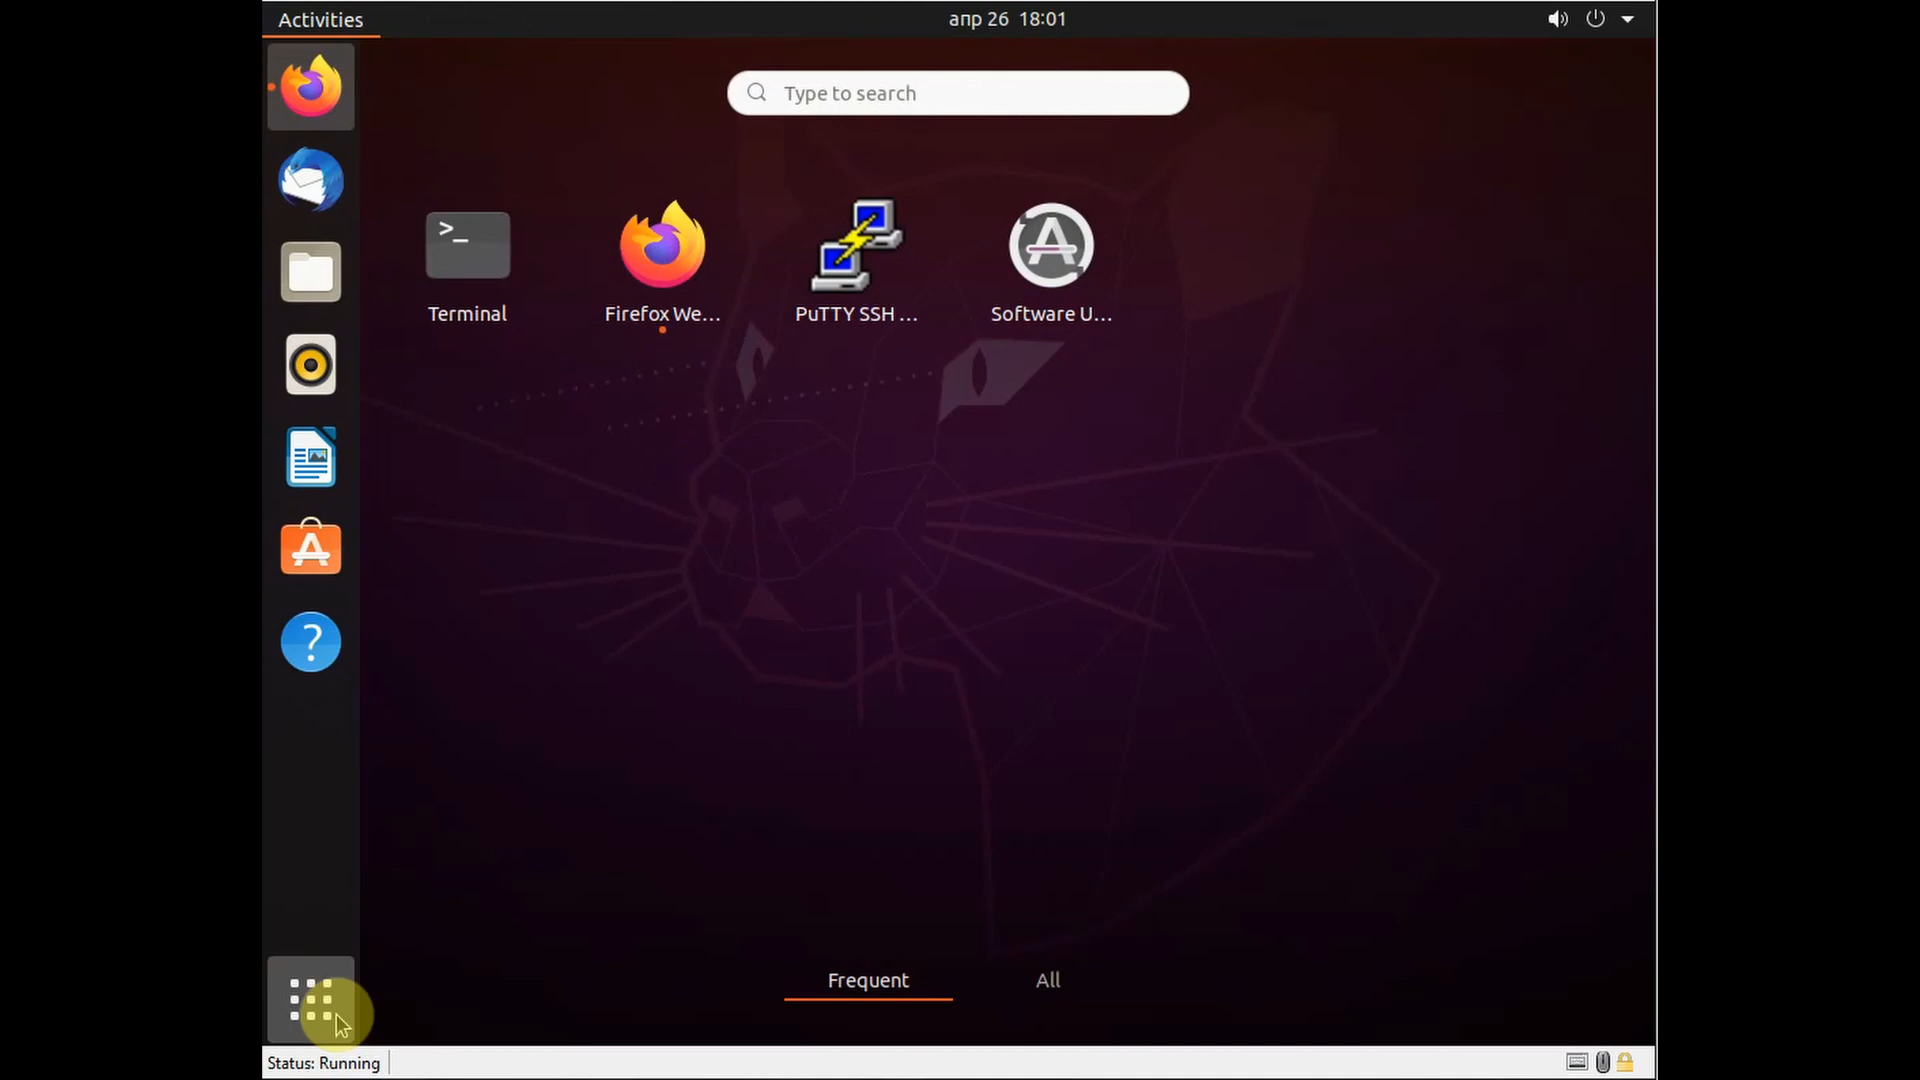 Activities
апр 26 18:01
Type to search
Terminal
Firefox We...
PuTTY SSH ...
Software U...
Frequent
All
Status: Running